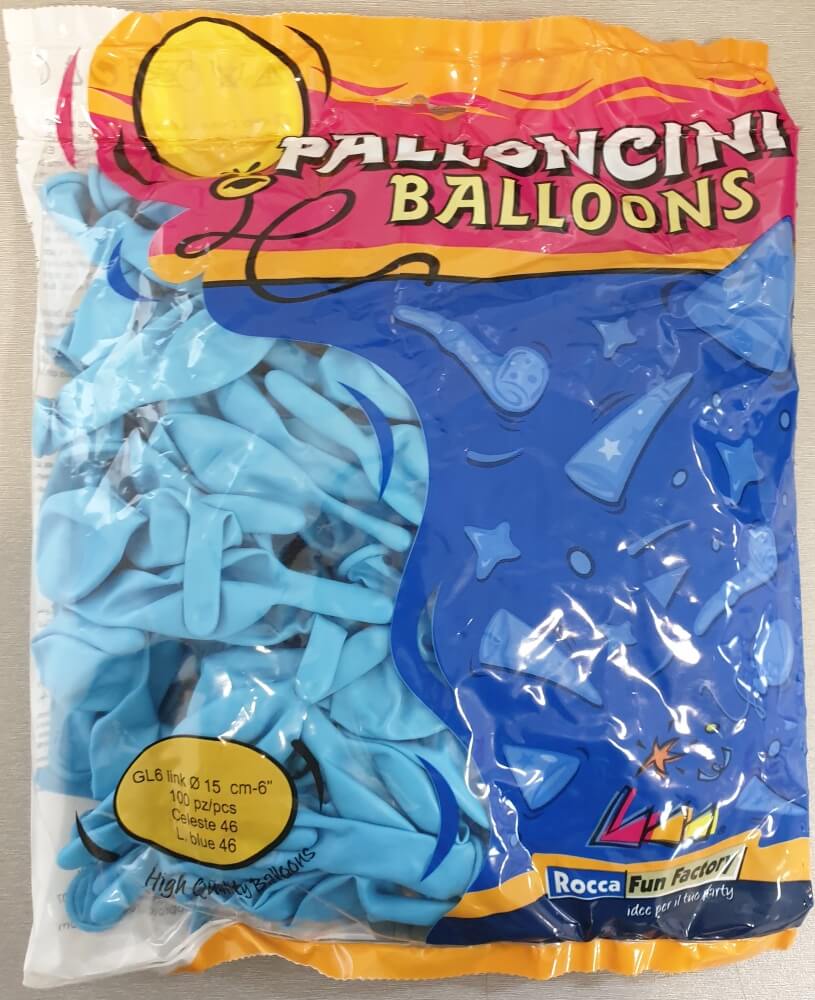 PALLONCINI
BALLOONS
GL6 link Ø 15 cm-6"
100 pz/pcs
Celeste 46
L. blue 46
High Quality Balloons
Rocca Fun Factory
idee per il tuo party